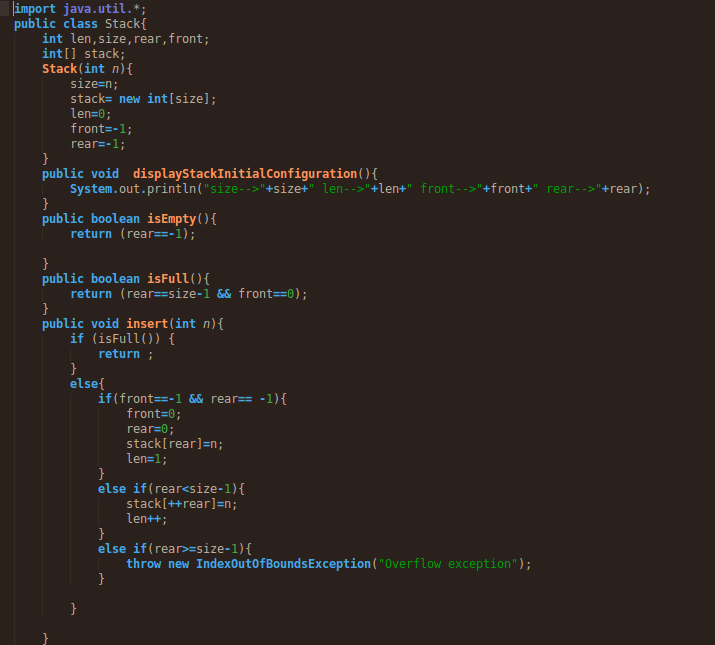 import java.util.*;
public class Stack{
    int len,size,rear,front;
    int[] stack;
    Stack(int n){
        size=n;
        stack= new int[size];
        len=0;
        front=-1;
        rear=-1;
    }
    public void  displayStackInitialConfiguration(){
        System.out.println("size-->"+size+" len-->"+len+" front-->"+front+" rear-->"+rear);
    }
    public boolean isEmpty(){
        return (rear==-1);
    }
    public boolean isFull(){
        return (rear==size-1 && front==0);
    }
    public void insert(int n){
        if (isFull()) {
            return ;
        }
        else{
            if(front==-1 && rear== -1){
                front=0;
                rear=0;
                stack[rear]=n;
                len=1;
            }
            else if(rear<size-1){
                stack[++rear]=n;
                len++;
            }
            else if(rear>=size-1){
                throw new IndexOutOfBoundsException("Overflow exception");
            }
        }
    }